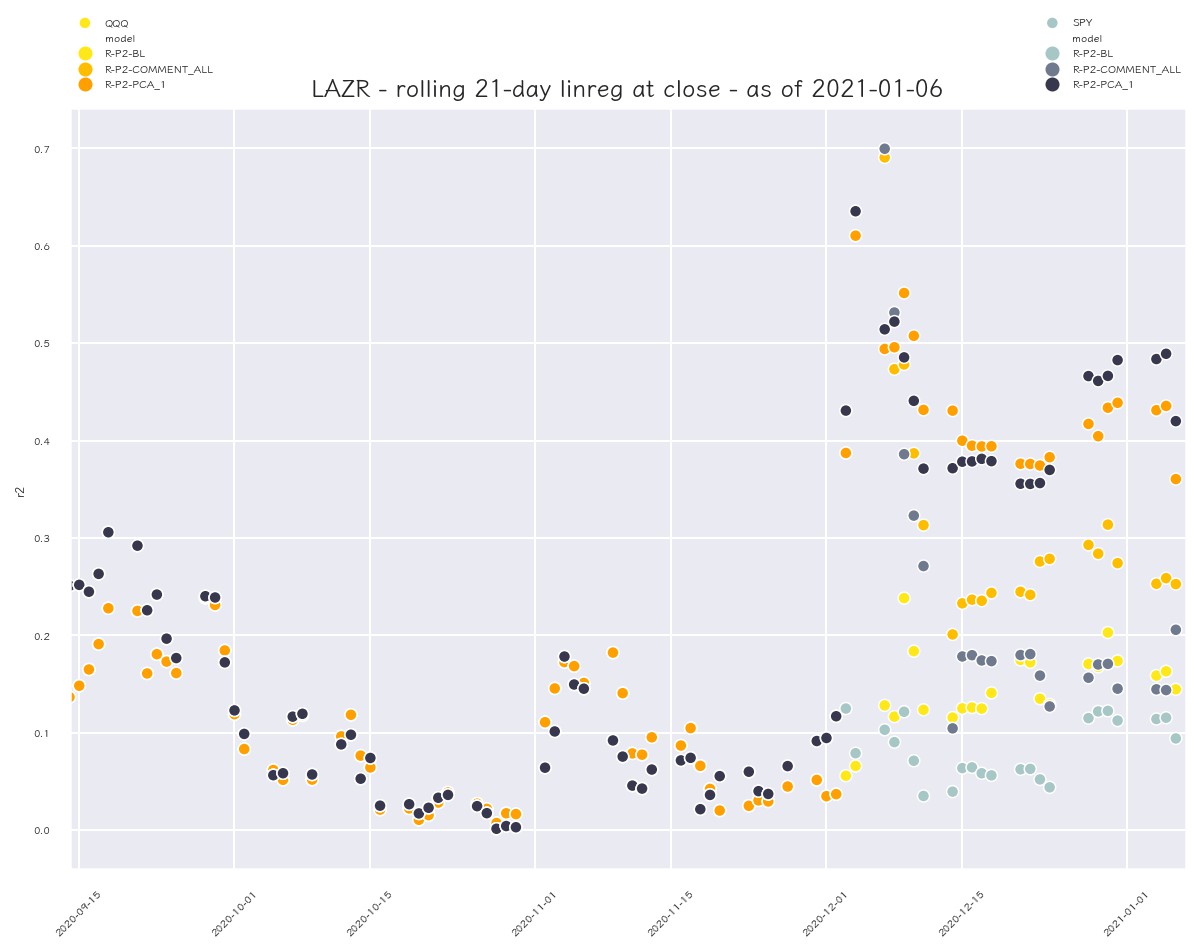 QQQ
model
R-P2-BL
R-P2-COMMENT_ALL
R-P2-PCA_1
SPY
model
R-P2-BL
R-P2-COMMENT_ALL
R-P2-PCA_1
LAZR - rolling 21-day linreg at close - as of 2021-01-06
0.7
0.6
0.5
0.4
0.3
0.2
0.1
0.0
r2
2020-09-15
2020-10-01
2020-10-15
2020-11-01
2020-11-15
2020-12-01
2020-12-15
2021-01-01